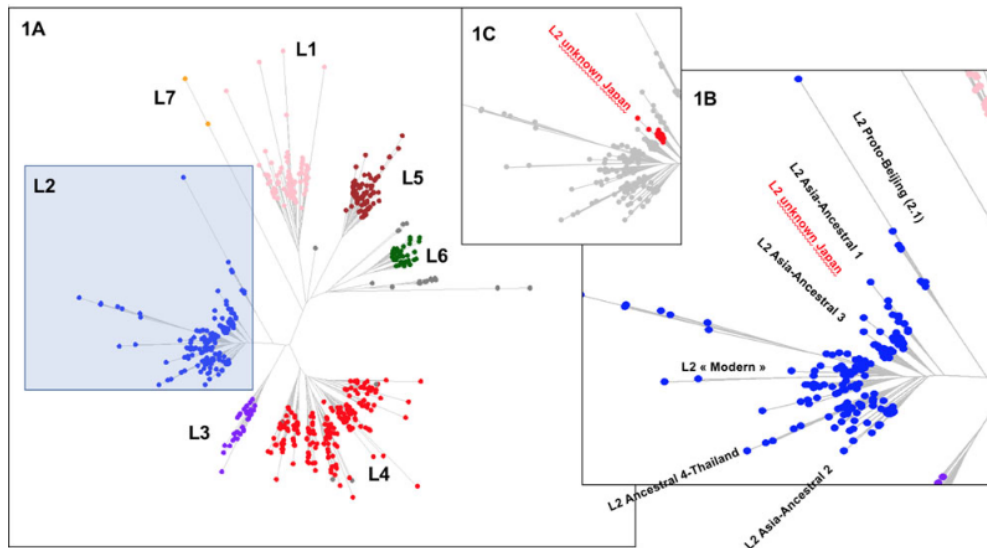 1A
L1
L7
L5
L2
L6
L3
L4
1C
L2 unknown Japan
1B
L2 Proto-Beijing (2.1)
L2 Asia-Ancestral 1
L2 unknown Japan
L2 Asia-Ancestral 3
L2 « Modern »
L2 Ancestral 4-Thailand
L2 Asia-Ancestral 2